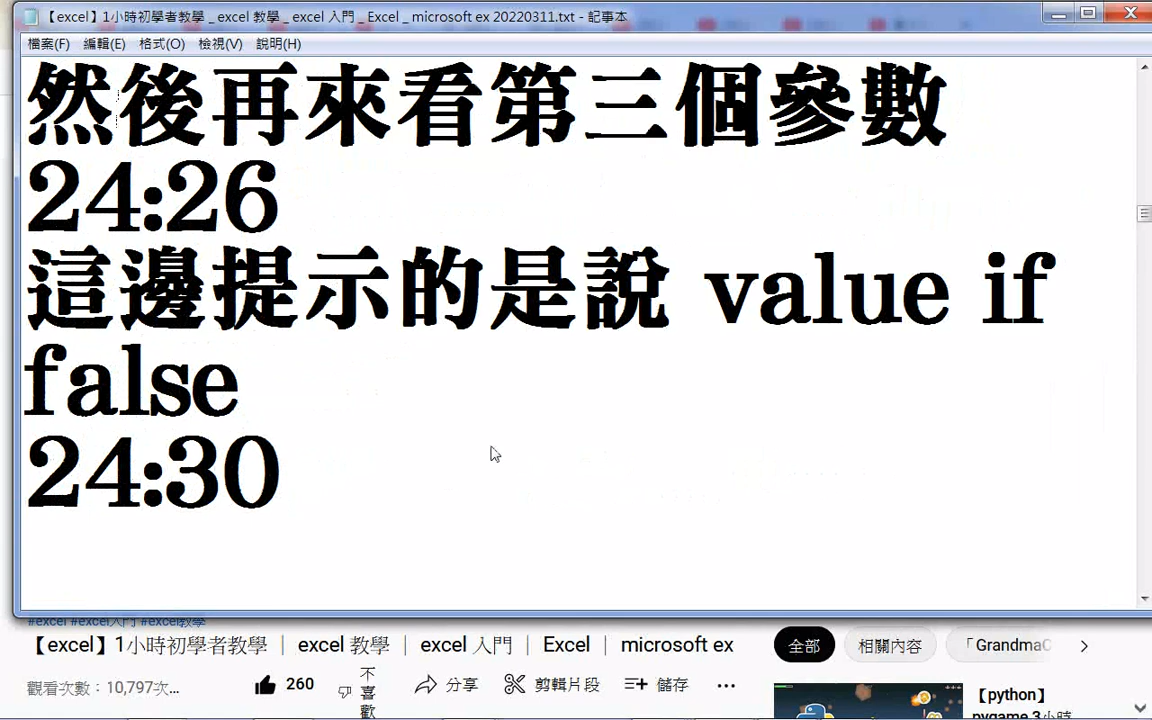 【excel】1小時初學者教學 _ excel 教學 _ excel 入門 _ Excel _ microsoft ex 20220311.txt - 記事本
檔案(F) 編輯(E) 格式(O) 檢視(V) 說明(H)
然後再來看第三個參數
24:26
這邊提示的是說 value if
false
24:30
#excel #excel入門 #excel教學
【excel】1小時初學者教學 | excel 教學 | excel 入門 | Excel | microsoft ex
觀看次數：10,797次...
260
不喜歡
分享
剪輯片段
儲存
全部
相關內容
「GrandmaC
【python】
pygame 3小時